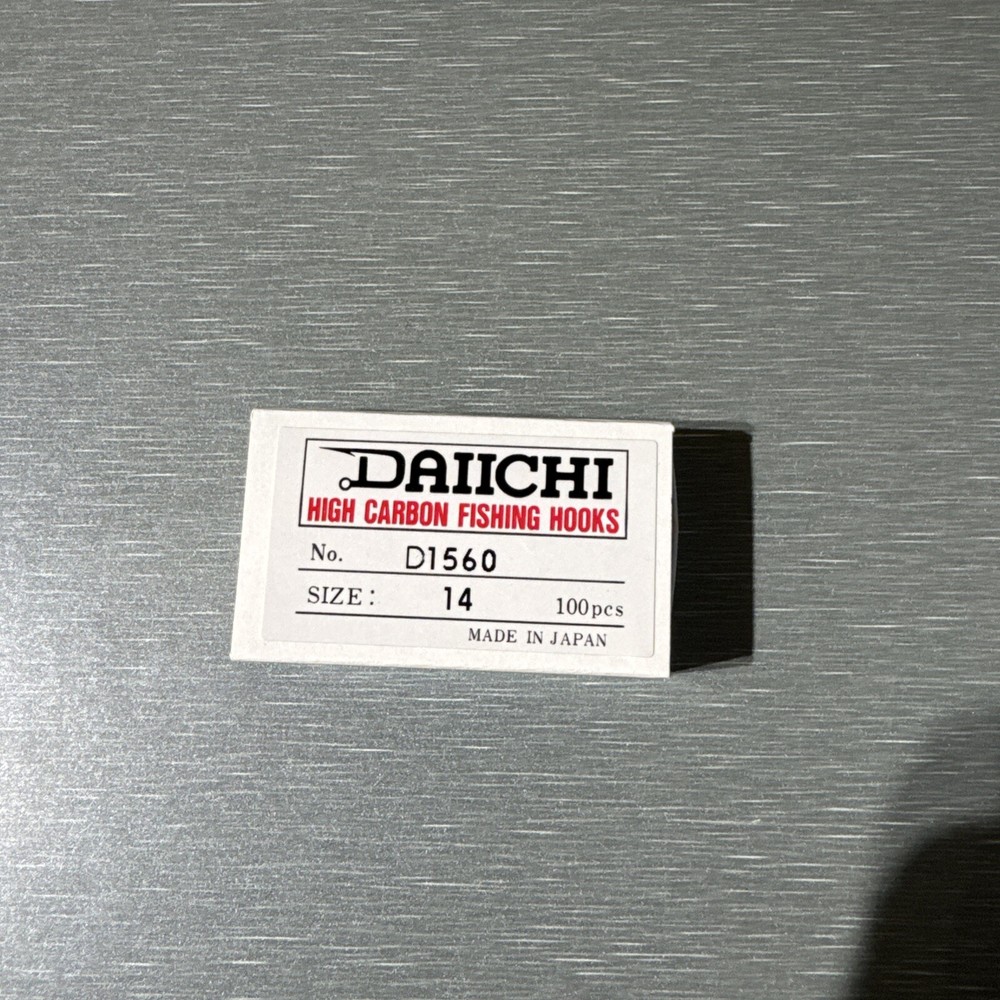 DAIICHI
HIGH CARBON FISHING HOOKS
No. D1560
SIZE: 14 100pcs
MADE IN JAPAN